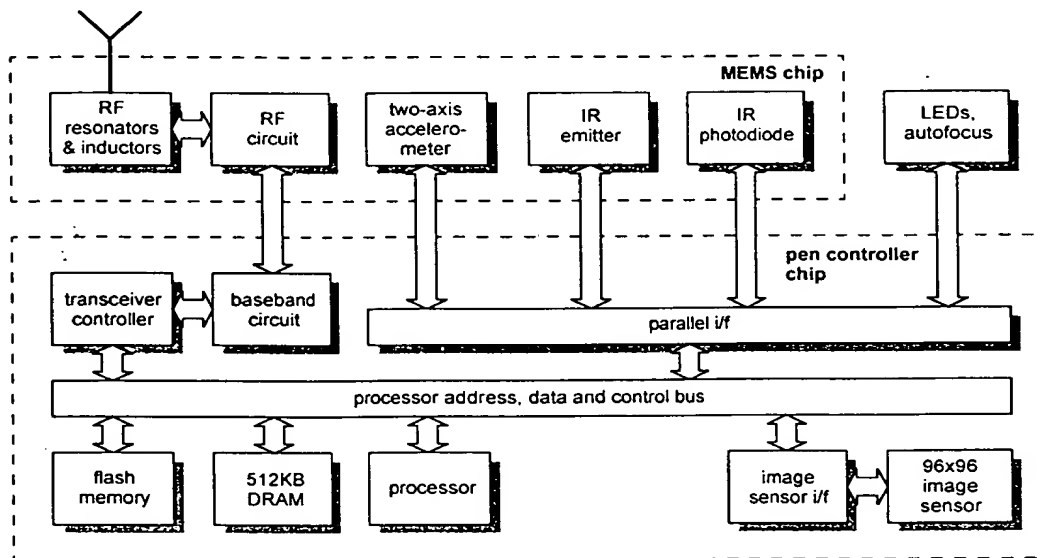 MEMS chip
RF
resonators
& inductors
RF
circuit
two-axis
accelero-
meter
IR
emitter
IR
photodiode
LEDs,
autofocus
pen controller
chip
transceiver
controller
baseband
circuit
parallel i/f
processor address, data and control bus
flash
memory
512KB
DRAM
processor
image
sensor i/f
96x96
image
sensor